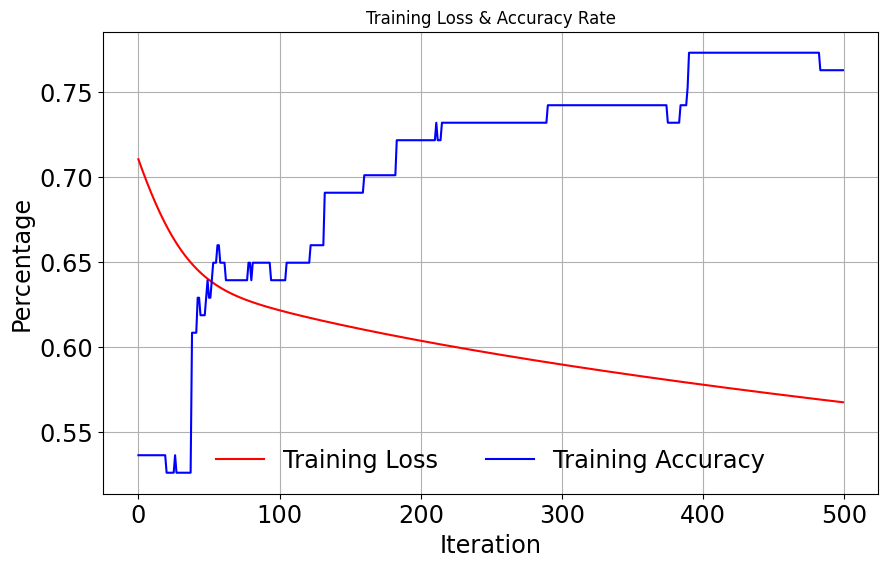 Training Loss & Accuracy Rate
Percentage
0.75
0.70
0.65
0.60
0.55
Training Loss
Training Accuracy
0
100
200
300
400
500
Iteration